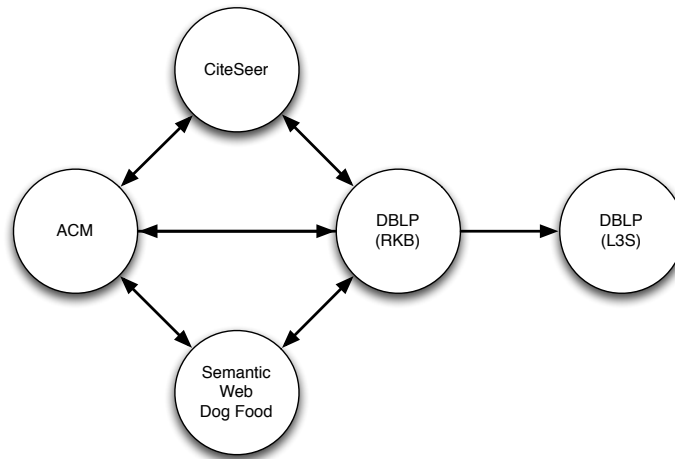 CiteSeer
ACM
DBLP
(RKB)
DBLP
(L3S)
Semantic
Web
Dog Food